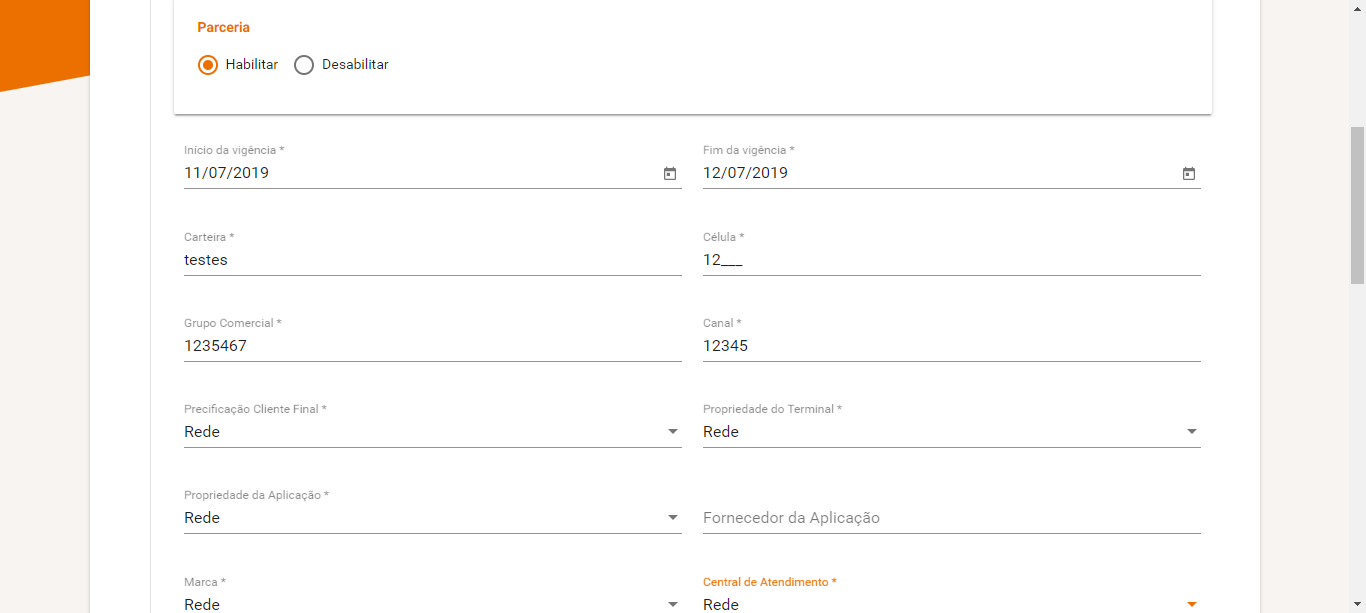 Parceria
Habilitar Desabilitar
Início da vigência * Fim da vigência *
11/07/2019 12/07/2019
Carteira * Célula *
testes 12___
Grupo Comercial * Canal *
1235467 12345
Precificação Cliente Final * Propriedade do Terminal *
Rede Rede
Propriedade da Aplicação *
Rede Fornecedor da Aplicação
Marca * Central de Atendimento *
Rede Rede